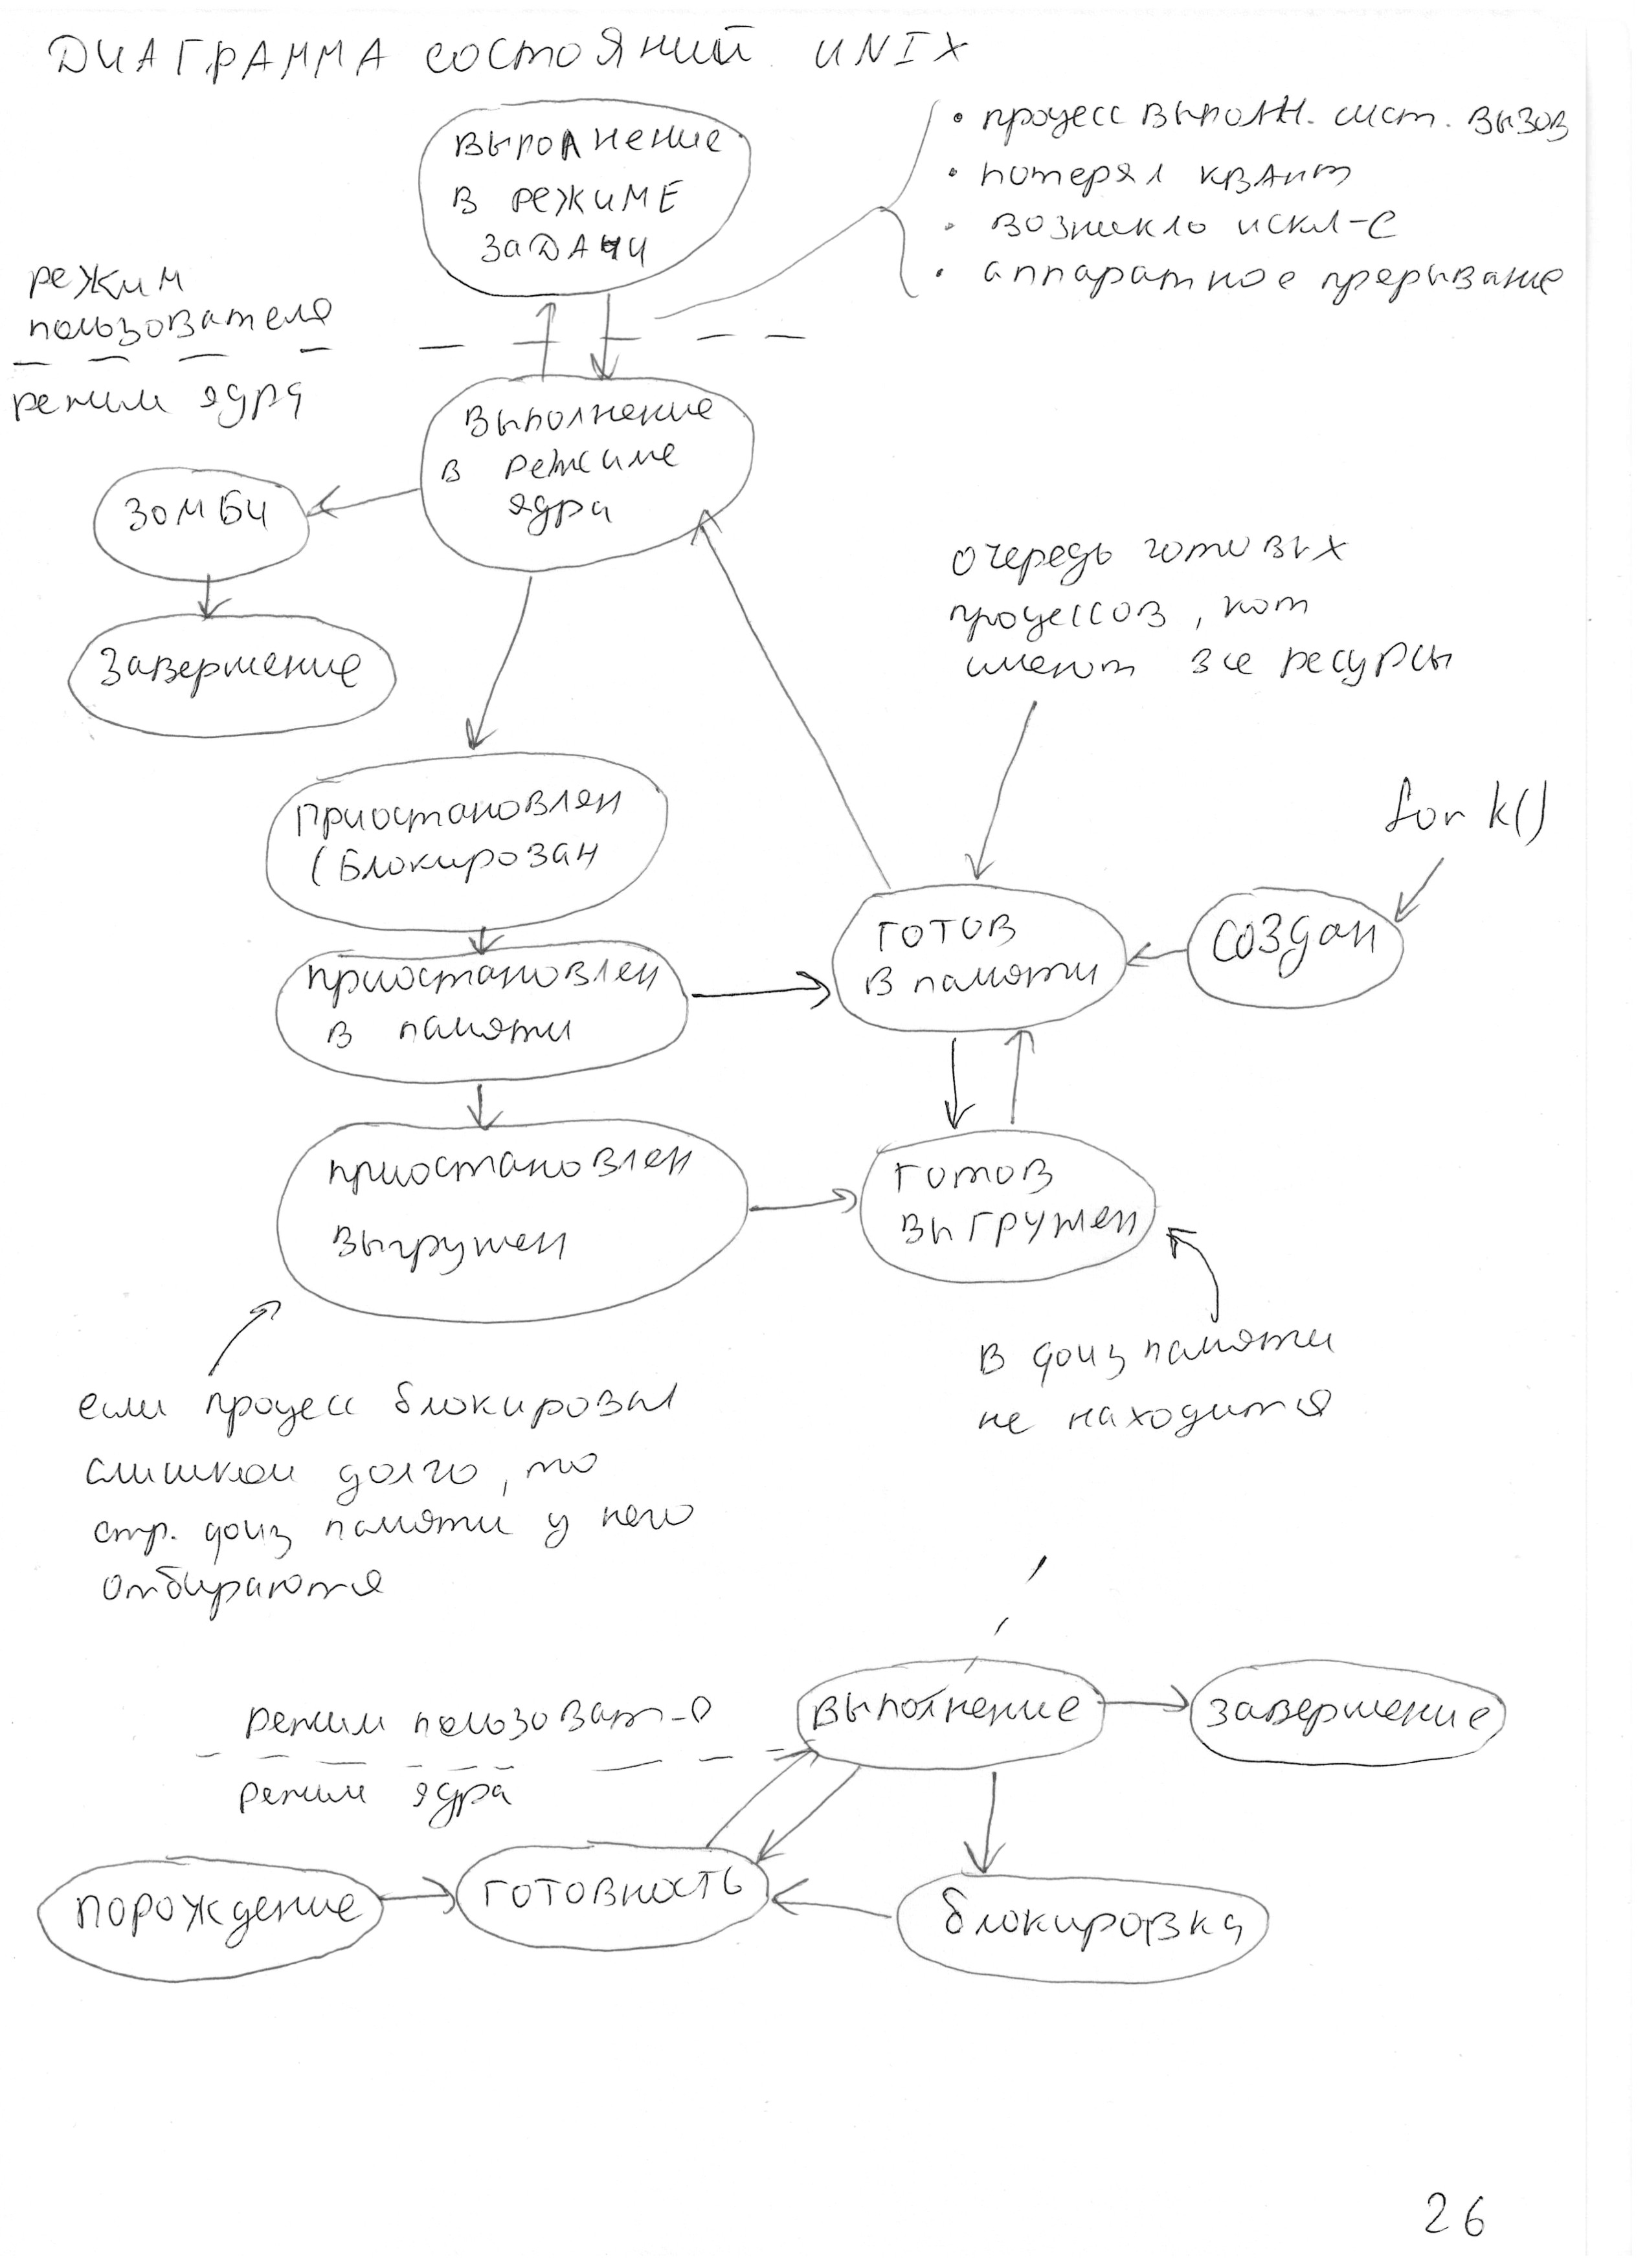 ДИАГРАММА состояний UNIX
выполнение
в режиме
задачи
• процесс выполн. сист. вызов
• потерял квант
• возникло искл-е
• аппаратное прерывание
режим
пользователя
режим ядра
выполнение
в режиме
ядра
зомби
завершение
очередь готовых
процессов, кот
имеют все ресурсы
приостановлен
(блокирован
fork()
готов
в памяти
создан
приостановлен
в памяти
приостановлен
выгружен
готов
выгружен
в физ памяти
не находится
если процесс блокирован
слишком долго, то
стр. физ памяти у него
отбираются
режим пользоват-я
режим ядра
выполнение
завершение
порождение
готовность
блокировка
26